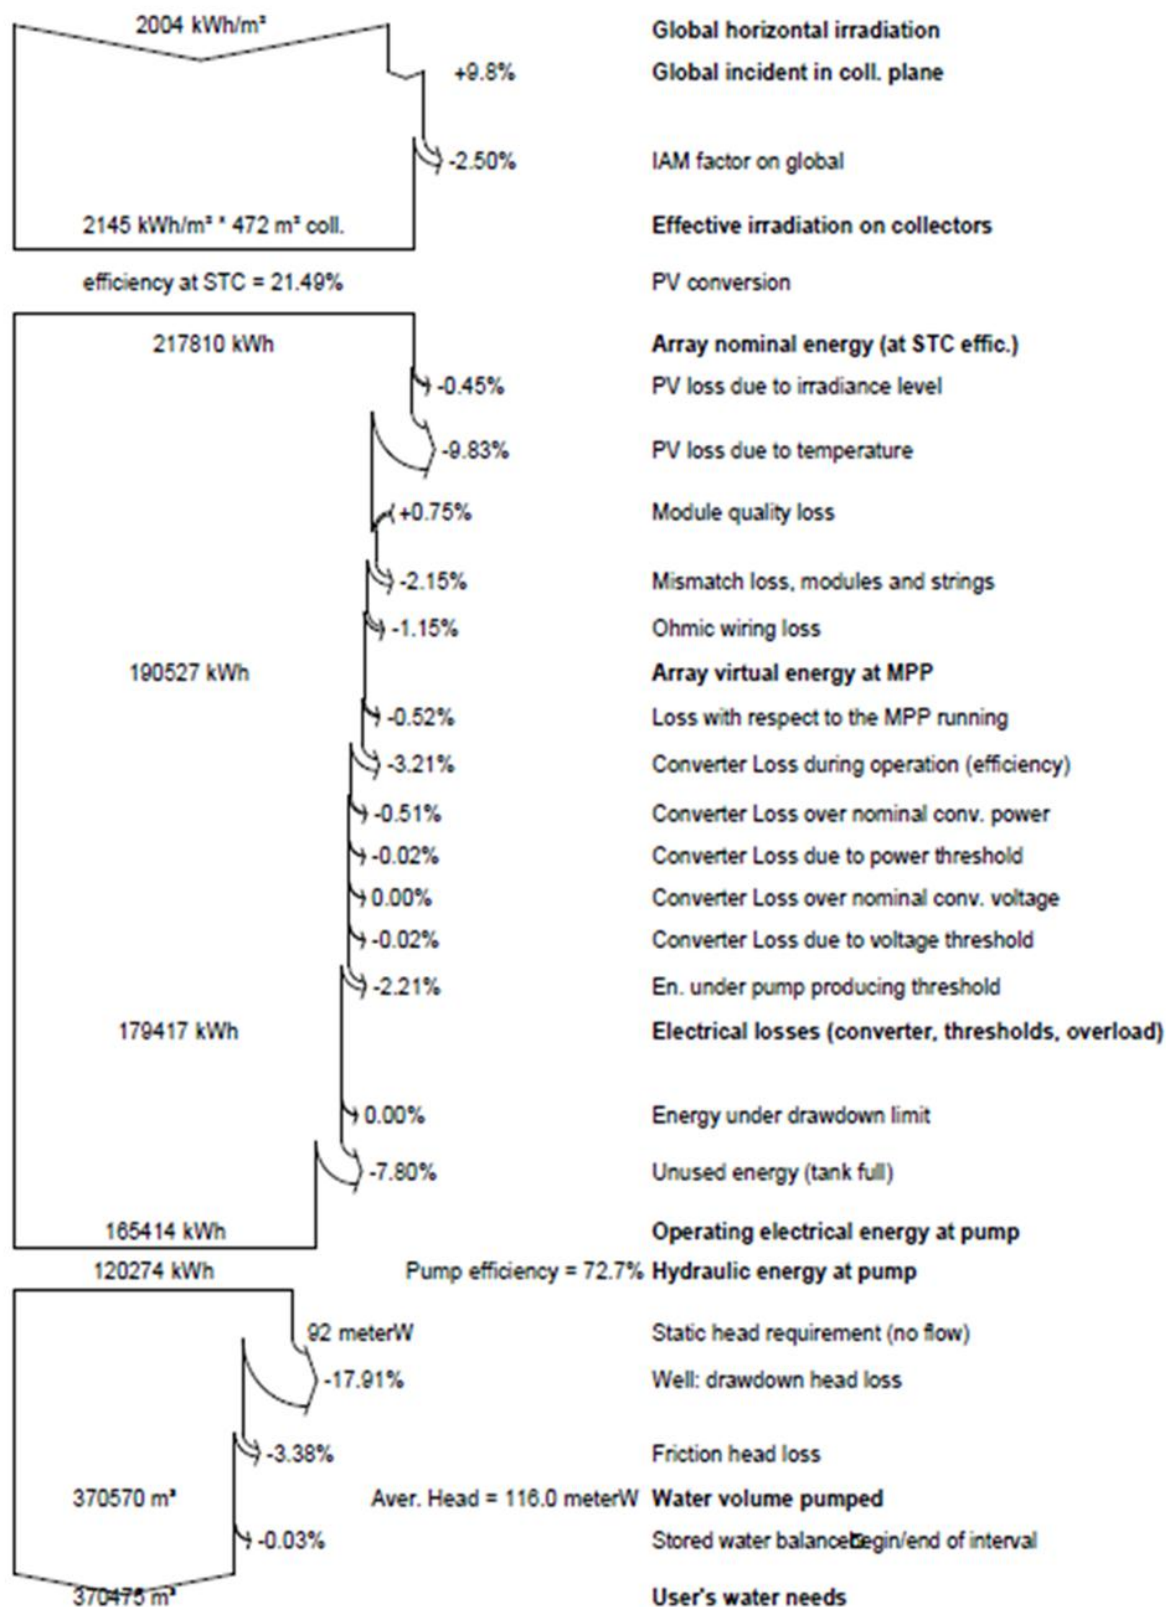 2004 kWh/m² Global horizontal irradiation
+9.8% Global incident in coll. plane
-2.50% IAM factor on global
2145 kWh/m² * 472 m² coll. Effective irradiation on collectors
efficiency at STC = 21.49% PV conversion
217810 kWh Array nominal energy (at STC effic.)
-0.45% PV loss due to irradiance level
-9.83% PV loss due to temperature
+0.75% Module quality loss
-2.15% Mismatch loss, modules and strings
-1.15% Ohmic wiring loss
190527 kWh Array virtual energy at MPP
-0.52% Loss with respect to the MPP running
-3.21% Converter Loss during operation (efficiency)
-0.51% Converter Loss over nominal conv. power
-0.02% Converter Loss due to power threshold
0.00% Converter Loss over nominal conv. voltage
-0.02% Converter Loss due to voltage threshold
-2.21% En. under pump producing threshold
179417 kWh Electrical losses (converter, thresholds, overload)
0.00% Energy under drawdown limit
-7.80% Unused energy (tank full)
165414 kWh Operating electrical energy at pump
120274 kWh Pump efficiency = 72.7% Hydraulic energy at pump
92 meterW Static head requirement (no flow)
-17.91% Well: drawdown head loss
-3.38% Friction head loss
370570 m³ Aver. Head = 116.0 meterW Water volume pumped
-0.03% Stored water balance begin/end of interval
370475 m³ User's water needs